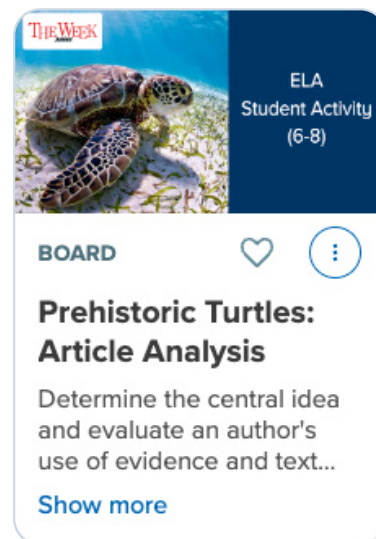 THE WEEK
Junior
ELA
Student Activity
(6-8)
BOARD
Prehistoric Turtles:
Article Analysis
Determine the central idea
and evaluate an author's
use of evidence and text...
Show more